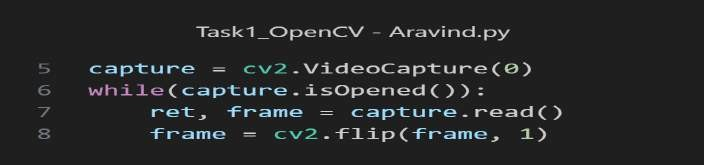 Task1_OpenCV - Aravind.py
5 capture = cv2.VideoCapture(0)
6 while(capture.isOpened()):
7 ret, frame = capture.read()
8 frame = cv2.flip(frame, 1)